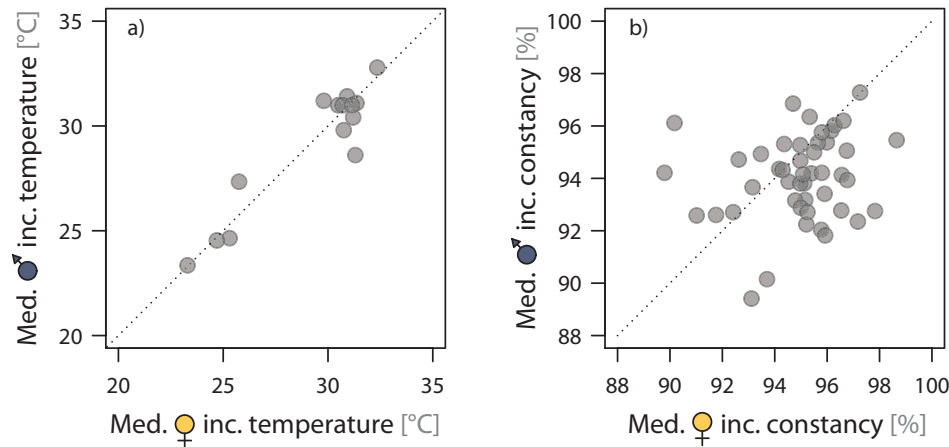 a)
35
30
25
20
20 25 30 35
Med. inc. temperature [°C]
Med. inc. temperature [°C]
b)
100
98
96
94
92
90
88
88 90 92 94 96 98 100
Med. inc. constancy [%]
Med. inc. constancy [%]